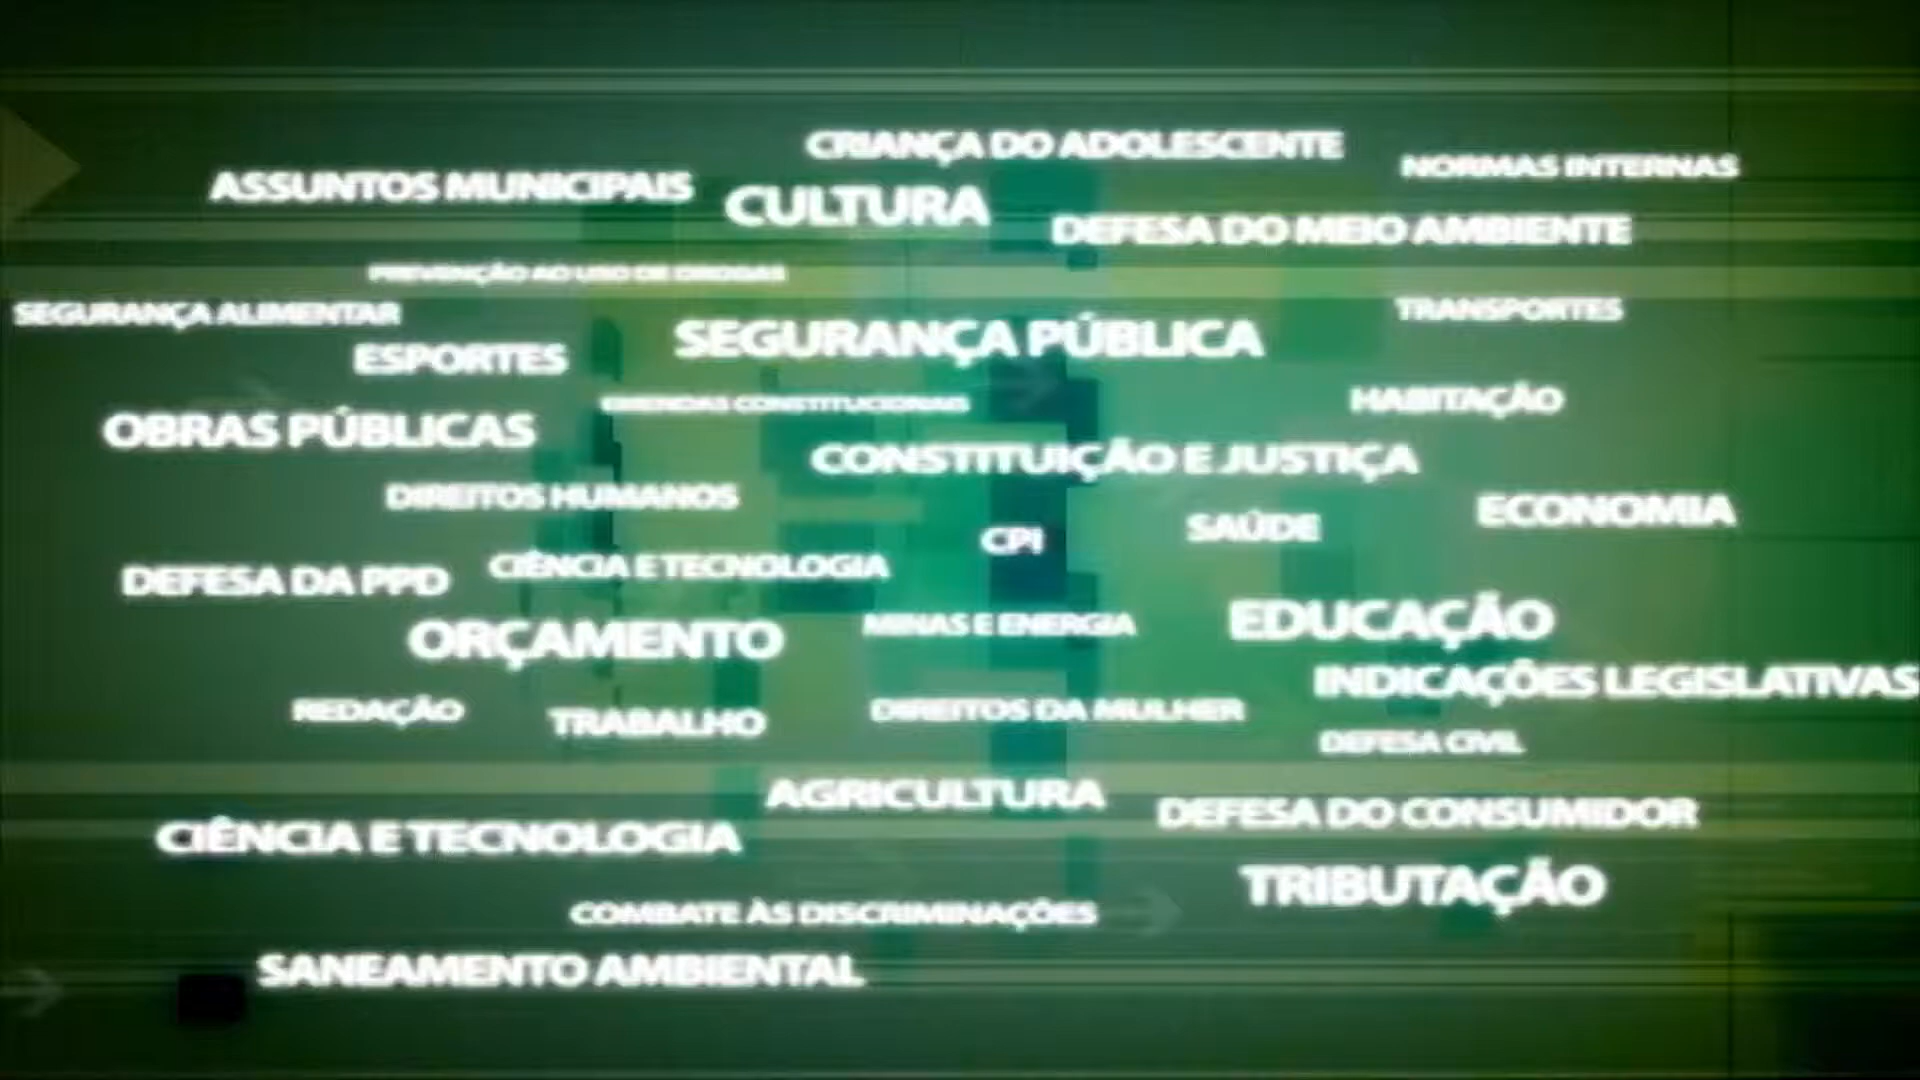 CRIANÇA DO ADOLESCENTE
NORMAS INTERNAS
ASSUNTOS MUNICIPAIS
CULTURA
DEFESA DO MEIO AMBIENTE
PREVENÇÃO AO USO DE DROGAS
SEGURANÇA ALIMENTAR
TRANSPORTES
SEGURANÇA PÚBLICA
ESPORTES
EMENDAS CONSTITUCIONAIS
HABITAÇÃO
OBRAS PÚBLICAS
CONSTITUIÇÃO E JUSTIÇA
DIREITOS HUMANOS
ECONOMIA
SAÚDE
CPI
CIÊNCIA E TECNOLOGIA
DEFESA DA PPD
EDUCAÇÃO
MINAS E ENERGIA
ORÇAMENTO
INDICAÇÕES LEGISLATIVAS
REDAÇÃO
TRABALHO
DIREITOS DA MULHER
DEFESA CIVIL
AGRICULTURA
DEFESA DO CONSUMIDOR
CIÊNCIA E TECNOLOGIA
TRIBUTAÇÃO
COMBATE ÀS DISCRIMINAÇÕES
SANEAMENTO AMBIENTAL